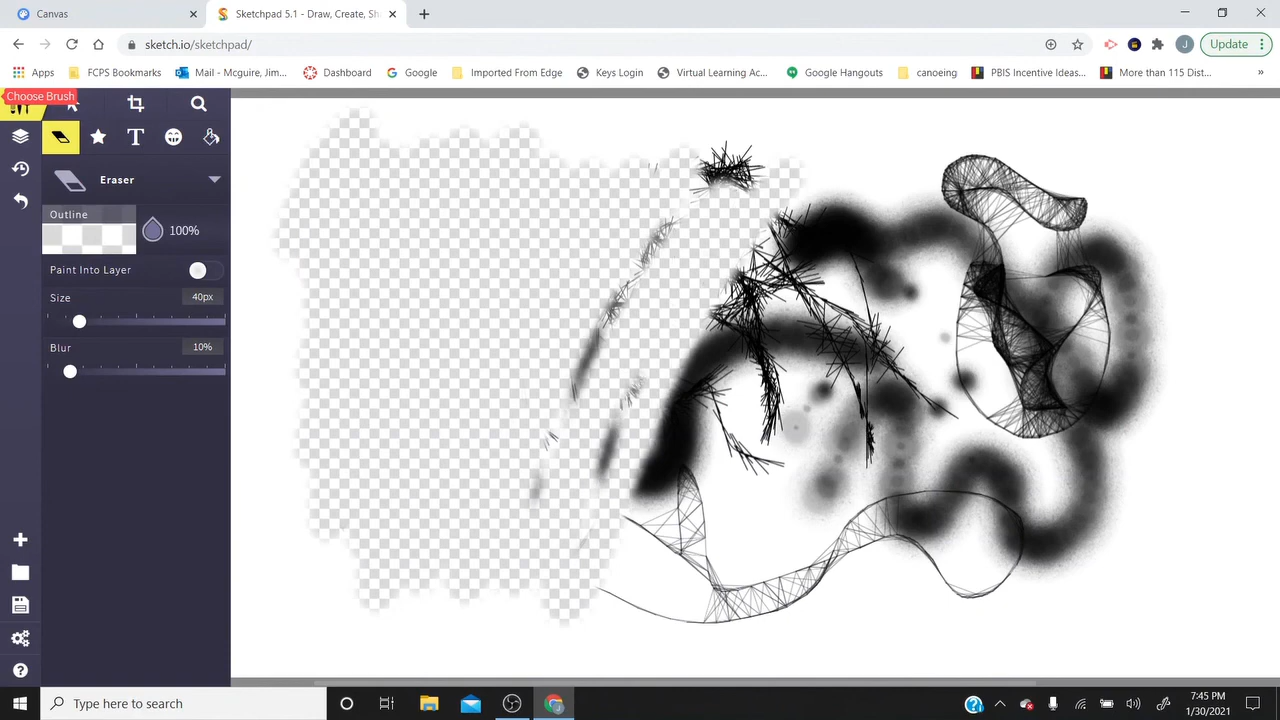 Canvas
Sketchpad 5.1 - Draw, Create, Sh
sketch.io/sketchpad/
Update
Apps
FCPS Bookmarks
Mail - Mcguire, Jim...
Dashboard
Google
Imported From Edge
Keys Login
Virtual Learning Ac...
Google Hangouts
canoeing
PBIS Incentive Ideas...
More than 115 Dist...
»
Choose Brush
T
Eraser
Outline
100%
Paint Into Layer
Size
40px
Blur
10%
Type here to search
7:45 PM
1/30/2021